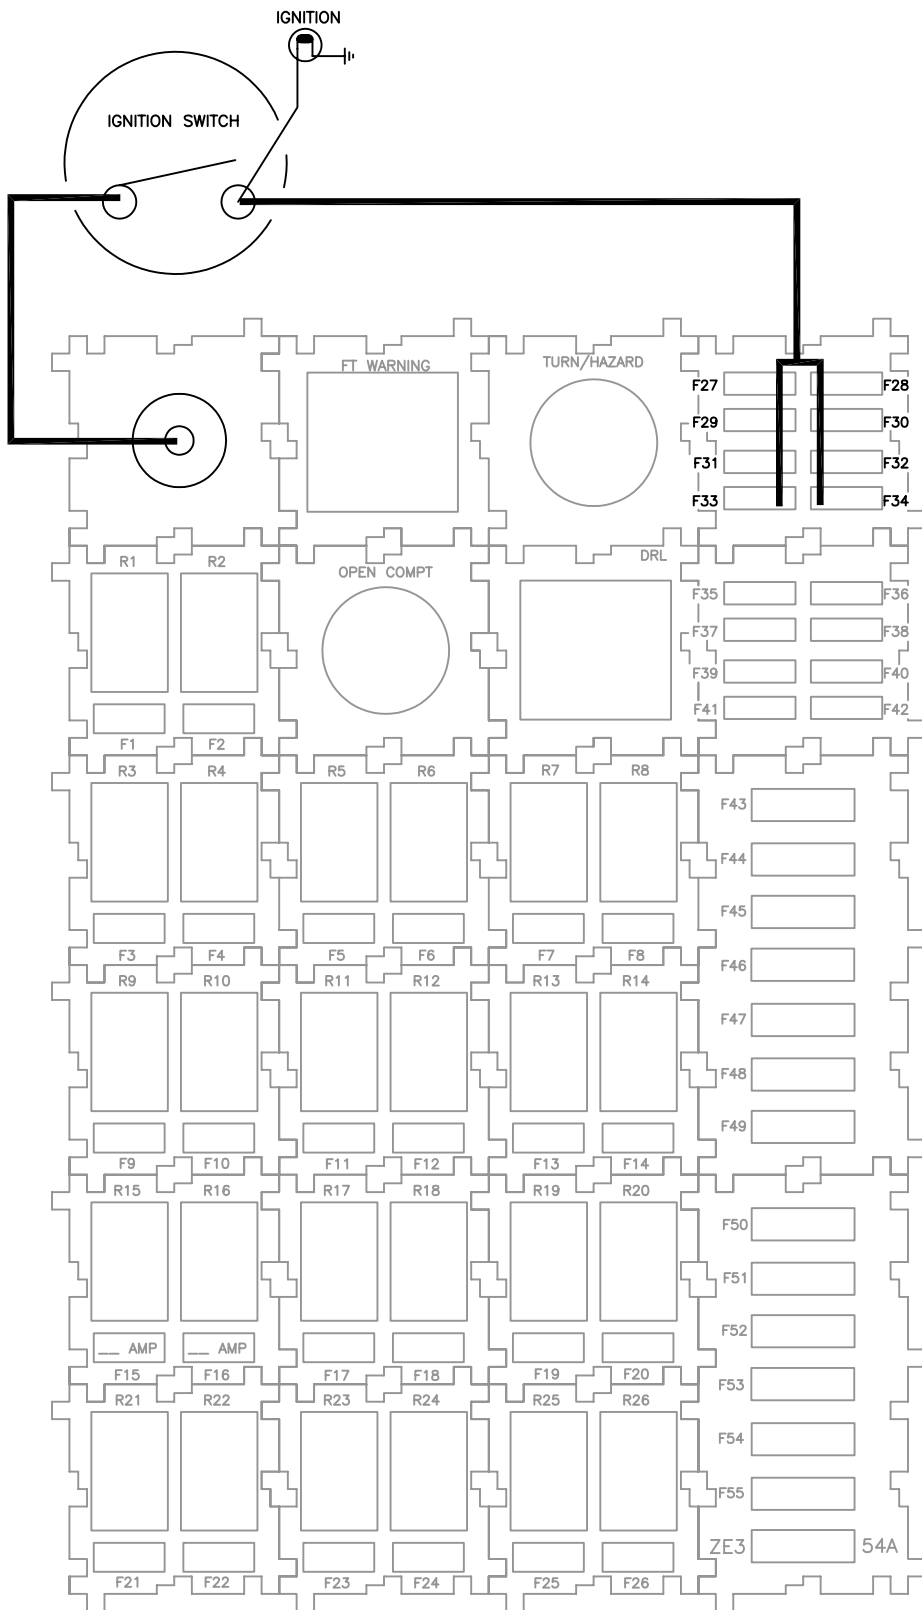 IGNITION
IGNITION SWITCH
FT WARNING
TURN/HAZARD
F27
F28
F29
F30
F31
F32
F33
F34
R1
R2
OPEN COMPT
DRL
F35
F36
F37
F38
F39
F40
F41
F42
F1
F2
R3
R4
R5
R6
R7
R8
F43
F44
F45
F3
F4
F5
F6
F7
F8
F46
R9
R10
R11
R12
R13
R14
F47
F48
F49
F9
F10
F11
F12
F13
F14
R15
R16
R17
R18
R19
R20
F50
F51
F52
__ AMP
__ AMP
F15
F16
F17
F18
F19
F20
F53
R21
R22
R23
R24
R25
R26
F54
F55
ZE3
54A
F21
F22
F23
F24
F25
F26